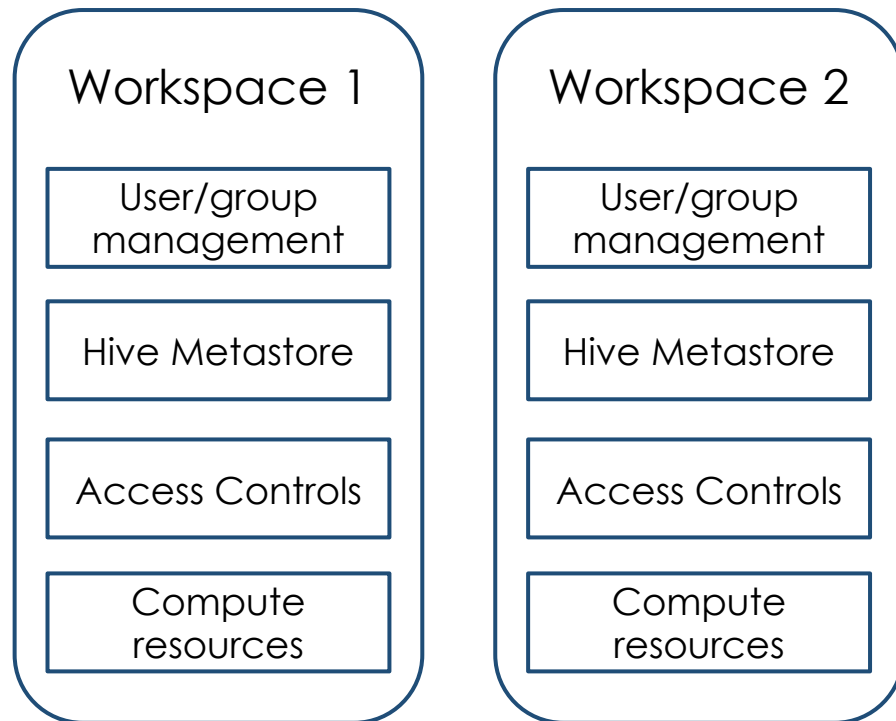 Workspace 1
User/group
management
Hive Metastore
Access Controls
Compute
resources
Workspace 2
User/group
management
Hive Metastore
Access Controls
Compute
resources